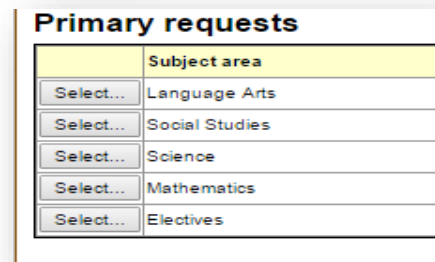 Primary requests
Subject area
Select... Language Arts
Select... Social Studies
Select... Science
Select... Mathematics
Select... Electives